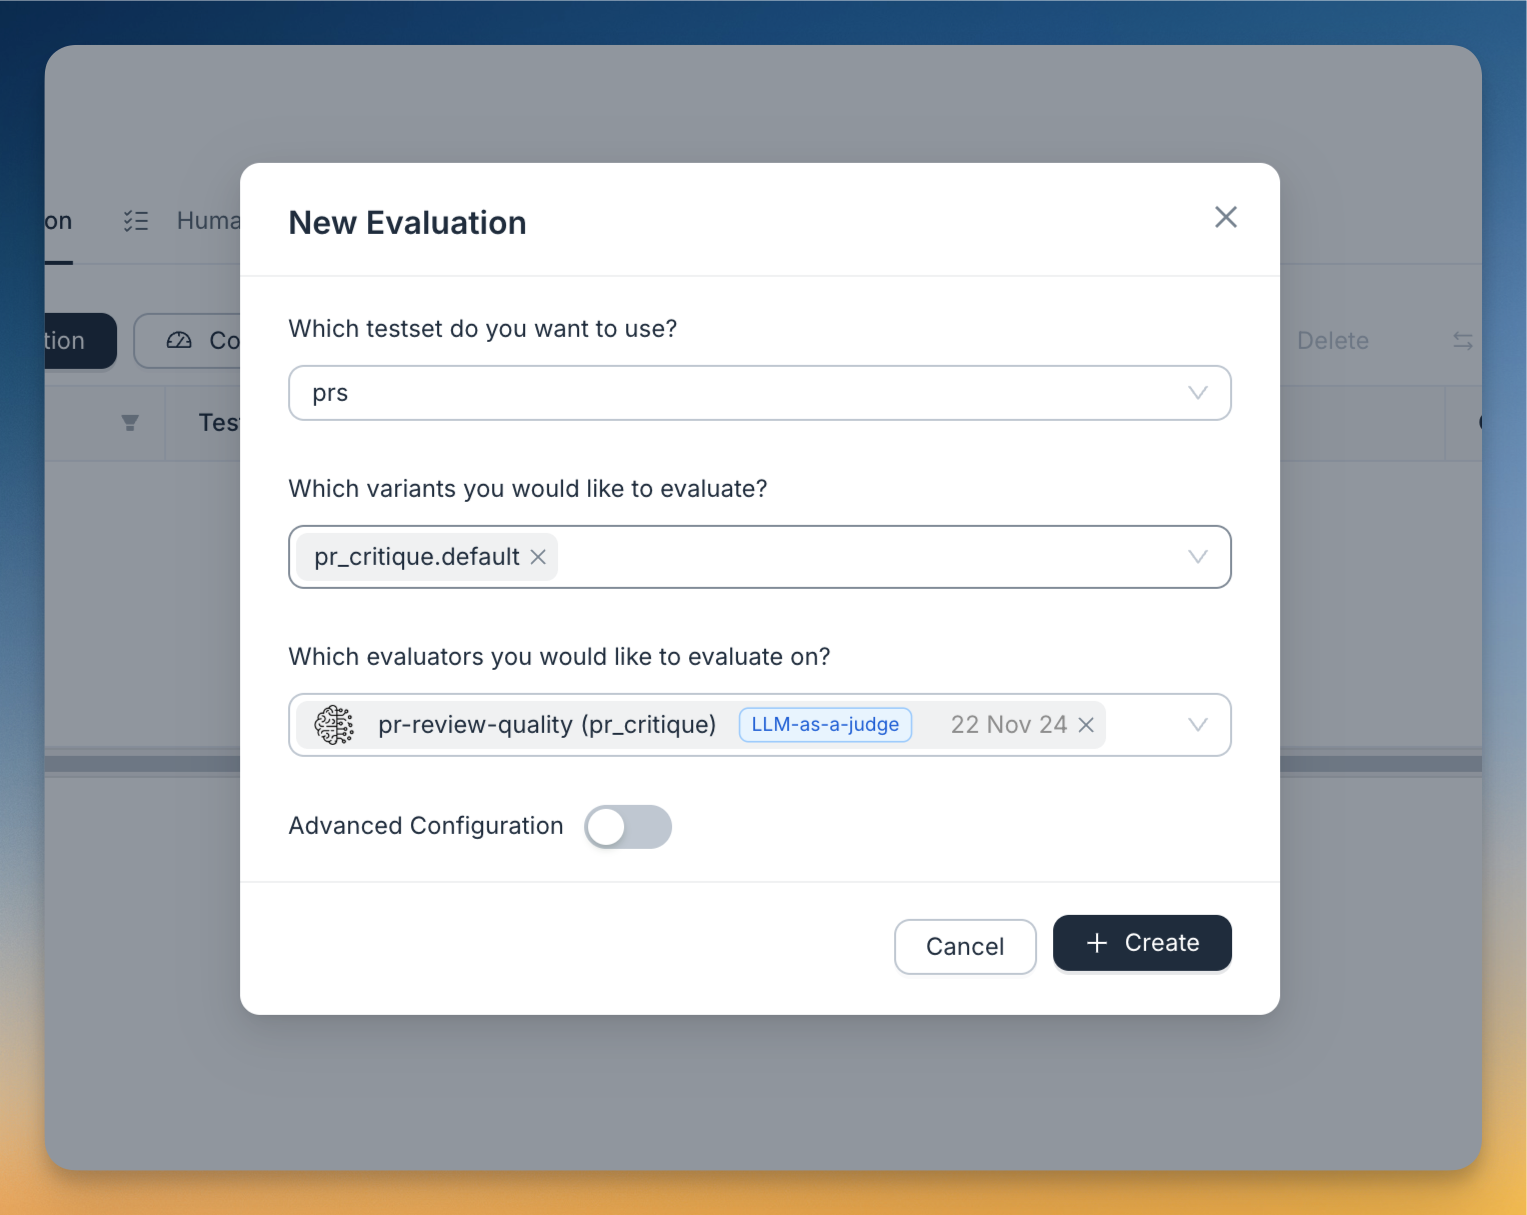 New Evaluation
on Huma
Which testset do you want to use?
tion Co Delete
prs
Tes
Which variants you would like to evaluate?
pr_critique.default
Which evaluators you would like to evaluate on?
pr-review-quality (pr_critique) LLM-as-a-judge 22 Nov 24
Advanced Configuration
Cancel + Create